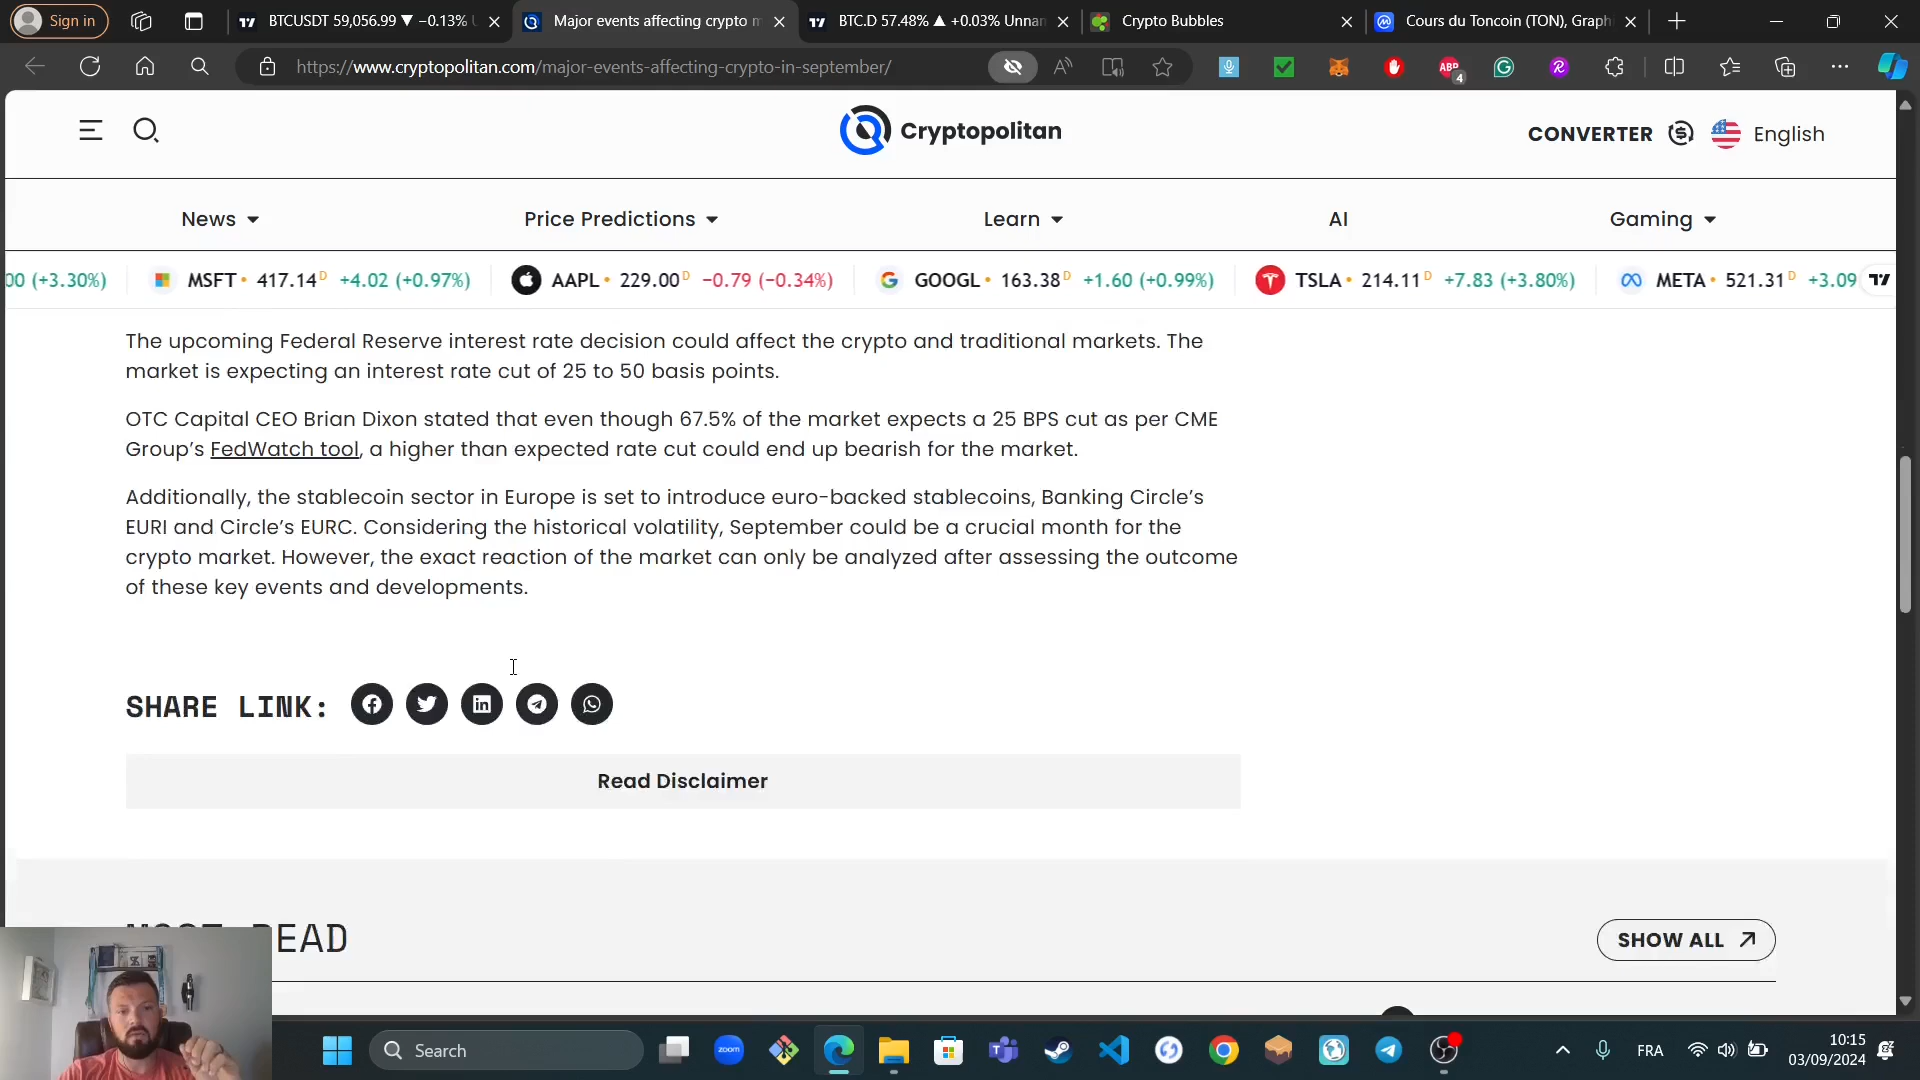 Sign in
BTCUSDT 59,056.99 ▼ −0.13%
Major events affecting crypto
BTC.D 57.48% ▲ +0.03% Unnan
Crypto Bubbles
Cours du Toncoin (TON), Graph
https://www.cryptopolitan.com/major-events-affecting-crypto-in-september/
ABP 4
Cryptopolitan
CONVERTER
English
News
Price Predictions
Learn
AI
Gaming
00 (+3.30%)
MSFT • 417.14 D +4.02 (+0.97%)
AAPL • 229.00 D −0.79 (−0.34%)
GOOGL • 163.38 D +1.60 (+0.99%)
TSLA • 214.11 D +7.83 (+3.80%)
META • 521.31 D +3.09
The upcoming Federal Reserve interest rate decision could affect the crypto and traditional markets. The
market is expecting an interest rate cut of 25 to 50 basis points.
OTC Capital CEO Brian Dixon stated that even though 67.5% of the market expects a 25 BPS cut as per CME
Group’s FedWatch tool, a higher than expected rate cut could end up bearish for the market.
Additionally, the stablecoin sector in Europe is set to introduce euro-backed stablecoins, Banking Circle’s
EURI and Circle’s EURC. Considering the historical volatility, September could be a crucial month for the
crypto market. However, the exact reaction of the market can only be analyzed after assessing the outcome
of these key events and developments.
SHARE LINK:
Read Disclaimer
READ
SHOW ALL
Search
zoom
FRA
10:15
03/09/2024